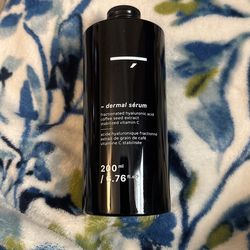 – dermal sérum
fractionated hyaluronic acid
coffee seed extract
stabilized vitamin C
acide hyaluronique fractionné
extrait de grain de café
vitamine C stabilisée
200 ml
/ 6.76 fl.oz